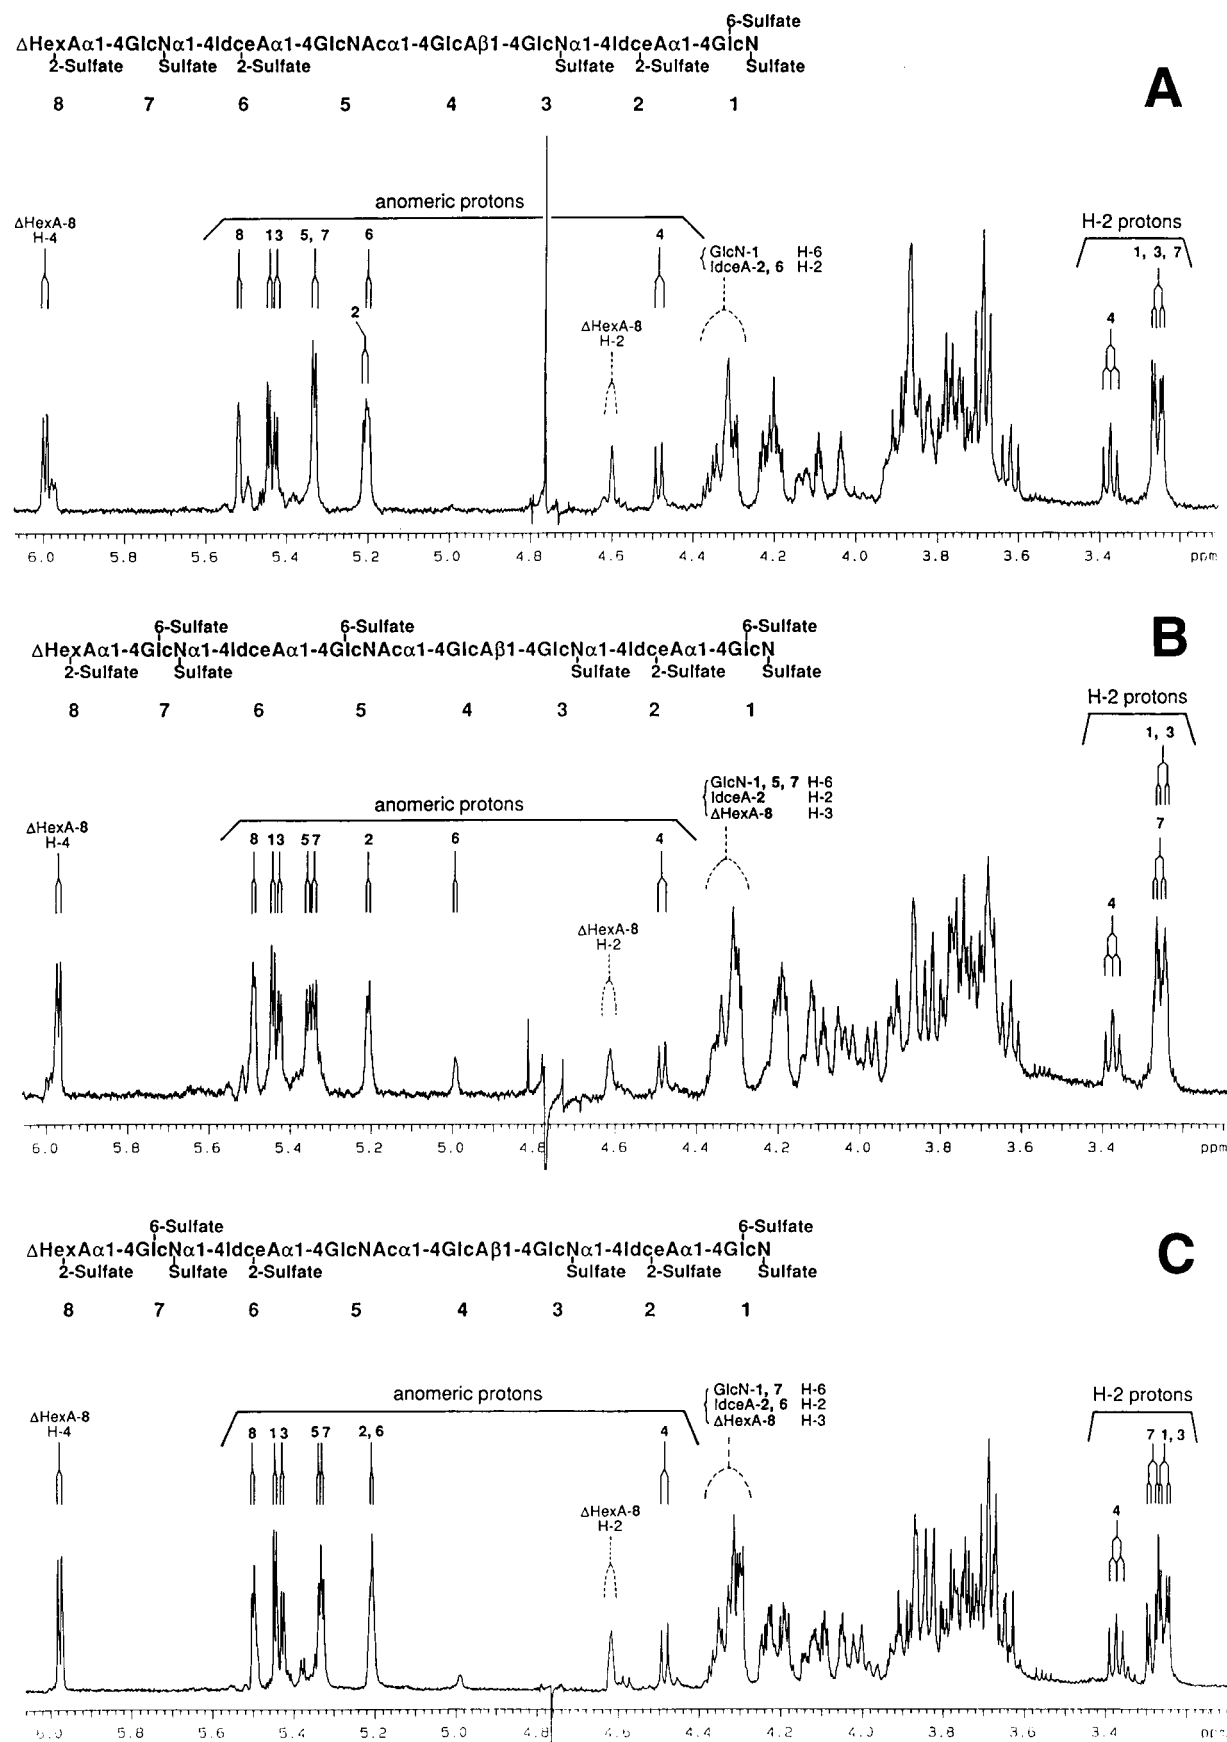 6-Sulfate
ΔHexAα1-4GlcNα1-4IdceAα1-4GlcNAcα1-4GlcAβ1-4GlcNα1-4IdceAα1-4GlcN
2-Sulfate Sulfate 2-Sulfate Sulfate 2-Sulfate Sulfate
8 7 6 5 4 3 2 1
A
anomeric protons
ΔHexA-8
H-4
8 1 3 5, 7 6
2
4
GlcN-1 H-6
IdceA-2, 6 H-2
ΔHexA-8
H-2
H-2 protons
1, 3, 7
4
6.0 5.8 5.6 5.4 5.2 5.0 4.8 4.6 4.4 4.2 4.0 3.8 3.6 3.4 ppm
6-Sulfate 6-Sulfate 6-Sulfate
ΔHexAα1-4GlcNα1-4IdceAα1-4GlcNAcα1-4GlcAβ1-4GlcNα1-4IdceAα1-4GlcN
2-Sulfate Sulfate Sulfate 2-Sulfate Sulfate
8 7 6 5 4 3 2 1
B
anomeric protons
ΔHexA-8
H-4
8 1 3 5 7 2 6 4
GlcN-1, 5, 7 H-6
IdceA-2 H-2
ΔHexA-8 H-3
ΔHexA-8
H-2
H-2 protons
1, 3
7
4
6.0 5.8 5.6 5.4 5.2 5.0 4.8 4.6 4.4 4.2 4.0 3.8 3.6 3.4 ppm
6-Sulfate 6-Sulfate
ΔHexAα1-4GlcNα1-4IdceAα1-4GlcNAcα1-4GlcAβ1-4GlcNα1-4IdceAα1-4GlcN
2-Sulfate Sulfate 2-Sulfate Sulfate 2-Sulfate Sulfate
8 7 6 5 4 3 2 1
C
anomeric protons
ΔHexA-8
H-4
8 1 3 5 7 2, 6 4
GlcN-1, 7 H-6
IdceA-2, 6 H-2
ΔHexA-8 H-3
ΔHexA-8
H-2
H-2 protons
7 1, 3
4
6.0 5.8 5.6 5.4 5.2 5.0 4.8 4.6 4.4 4.2 4.0 3.8 3.6 3.4 ppm